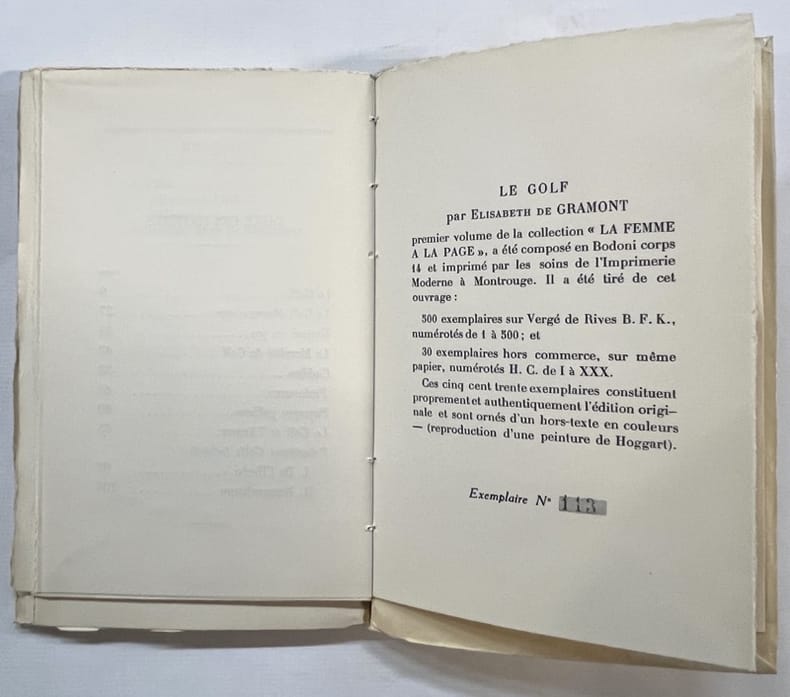 LE GOLF
par ELISABETH DE GRAMONT
premier volume de la collection « LA FEMME
A LA PAGE », a été composé en Bodoni corps
14 et imprimé par les soins de l'Imprimerie
Moderne à Montrouge. Il a été tiré de cet
ouvrage :
500 exemplaires sur Vergé de Rives B. F. K.,
numérotés de 1 à 500 ; et
30 exemplaires hors commerce, sur même
papier, numérotés H. C. de I à XXX.
Ces cinq cent trente exemplaires constituent
proprement et authentiquement l'édition origi-
nale et sont ornés d'un hors-texte en couleurs
— (reproduction d'une peinture de Hoggart).
Exemplaire N° 113